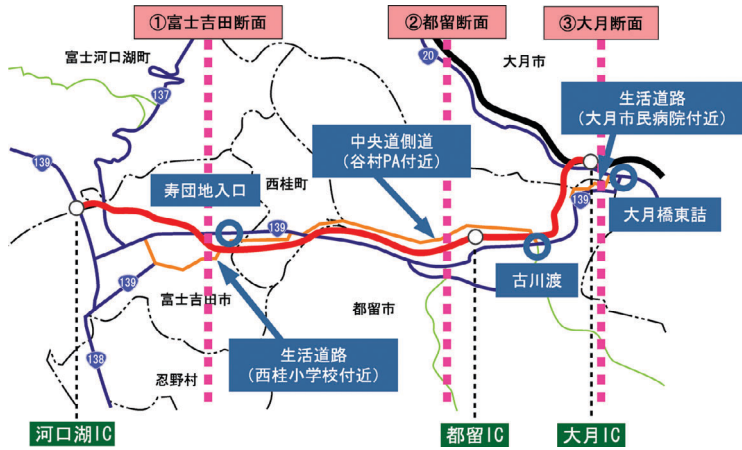 ①富士吉田断面
②都留断面
③大月断面
富士河口湖町
137
20
大月市
生活道路
(大月市民病院付近)
中央道側道
(谷村PA付近)
139
寿団地入口
西桂町
139
139
大月橋東詰
古川渡
139
富士吉田市
都留市
生活道路
(西桂小学校付近)
138
忍野村
河口湖IC
都留IC
大月IC